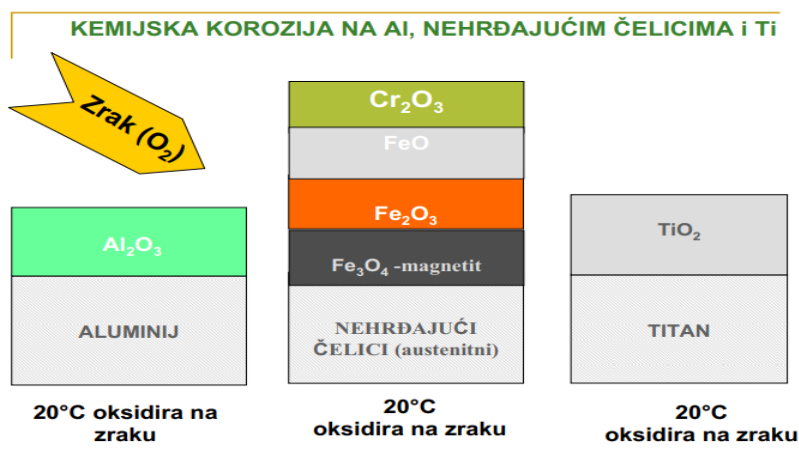 KEMIJSKA KOROZIJA NA Al, NEHRĐAJUĆIM ČELICIMA i Ti
Zrak (O₂)
Al₂O₃
ALUMINIJ
20°C oksidira na
zraku
Cr₂O₃
FeO
Fe₂O₃
Fe₃O₄ -magnetit
NEHRĐAJUĆI
ČELICI (austenitni)
20°C
oksidira na zraku
TiO₂
TITAN
20°C
oksidira na zraku